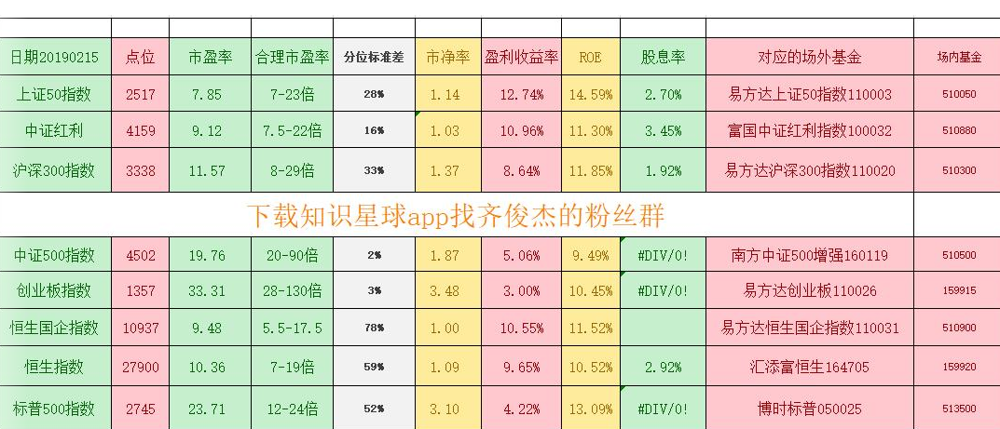 日期20190215 点位 市盈率 合理市盈率 分位标准差 市净率 盈利收益率 ROE 股息率 对应的场外基金 场内基金
上证50指数 2517 7.85 7-23倍 28% 1.14 12.74% 14.59% 2.70% 易方达上证50指数110003 510050
中证红利 4159 9.12 7.5-22倍 16% 1.03 10.96% 11.30% 3.45% 富国中证红利指数100032 510880
沪深300指数 3338 11.57 8-29倍 33% 1.37 8.64% 11.85% 1.92% 易方达沪深300指数110020 510300
下载知识星球app找齐俊杰的粉丝群
中证500指数 4502 19.76 20-90倍 2% 1.87 5.06% 9.49% #DIV/0! 南方中证500增强160119 510500
创业板指数 1357 33.31 28-130倍 3% 3.48 3.00% 10.45% #DIV/0! 易方达创业板110026 159915
恒生国企指数 10937 9.48 5.5-17.5 78% 1.00 10.55% 11.52% 易方达恒生国企指数110031 510900
恒生指数 27900 10.36 7-19倍 59% 1.09 9.65% 10.52% 2.92% 汇添富恒生164705 159920
标普500指数 2745 23.71 12-24倍 52% 3.10 4.22% 13.09% #DIV/0! 博时标普050025 513500